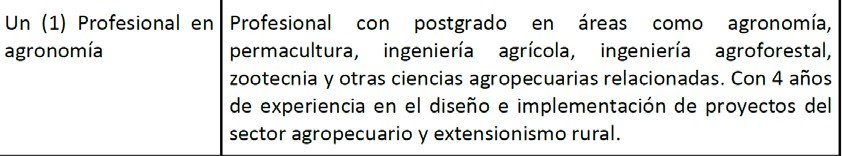 Un (1) Profesional en
agronomía
Profesional con postgrado en áreas como agronomía,
permacultura, ingeniería agrícola, ingeniería agroforestal,
zootecnia y otras ciencias agropecuarias relacionadas. Con 4 años
de experiencia en el diseño e implementación de proyectos del
sector agropecuario y extensionismo rural.